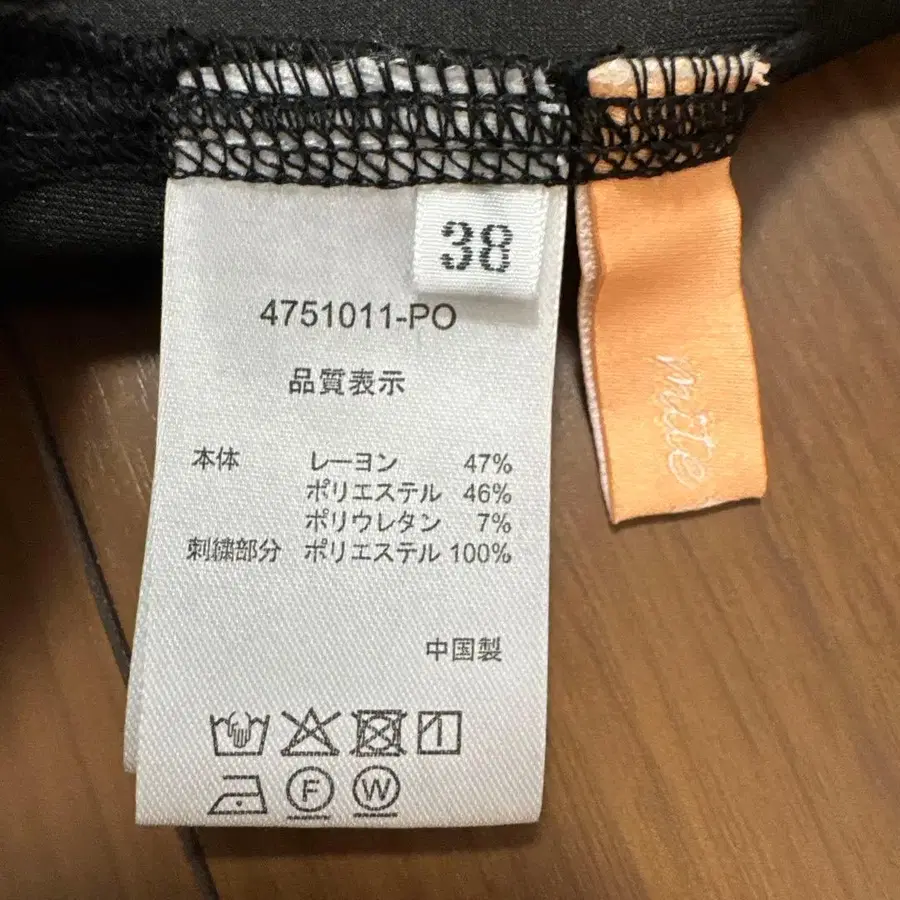 38
4751011-PO
品質表示
本体 レーヨン 47%
ポリエステル 46%
ポリウレタン 7%
刺繍部分 ポリエステル 100%
中国製
F W
mite